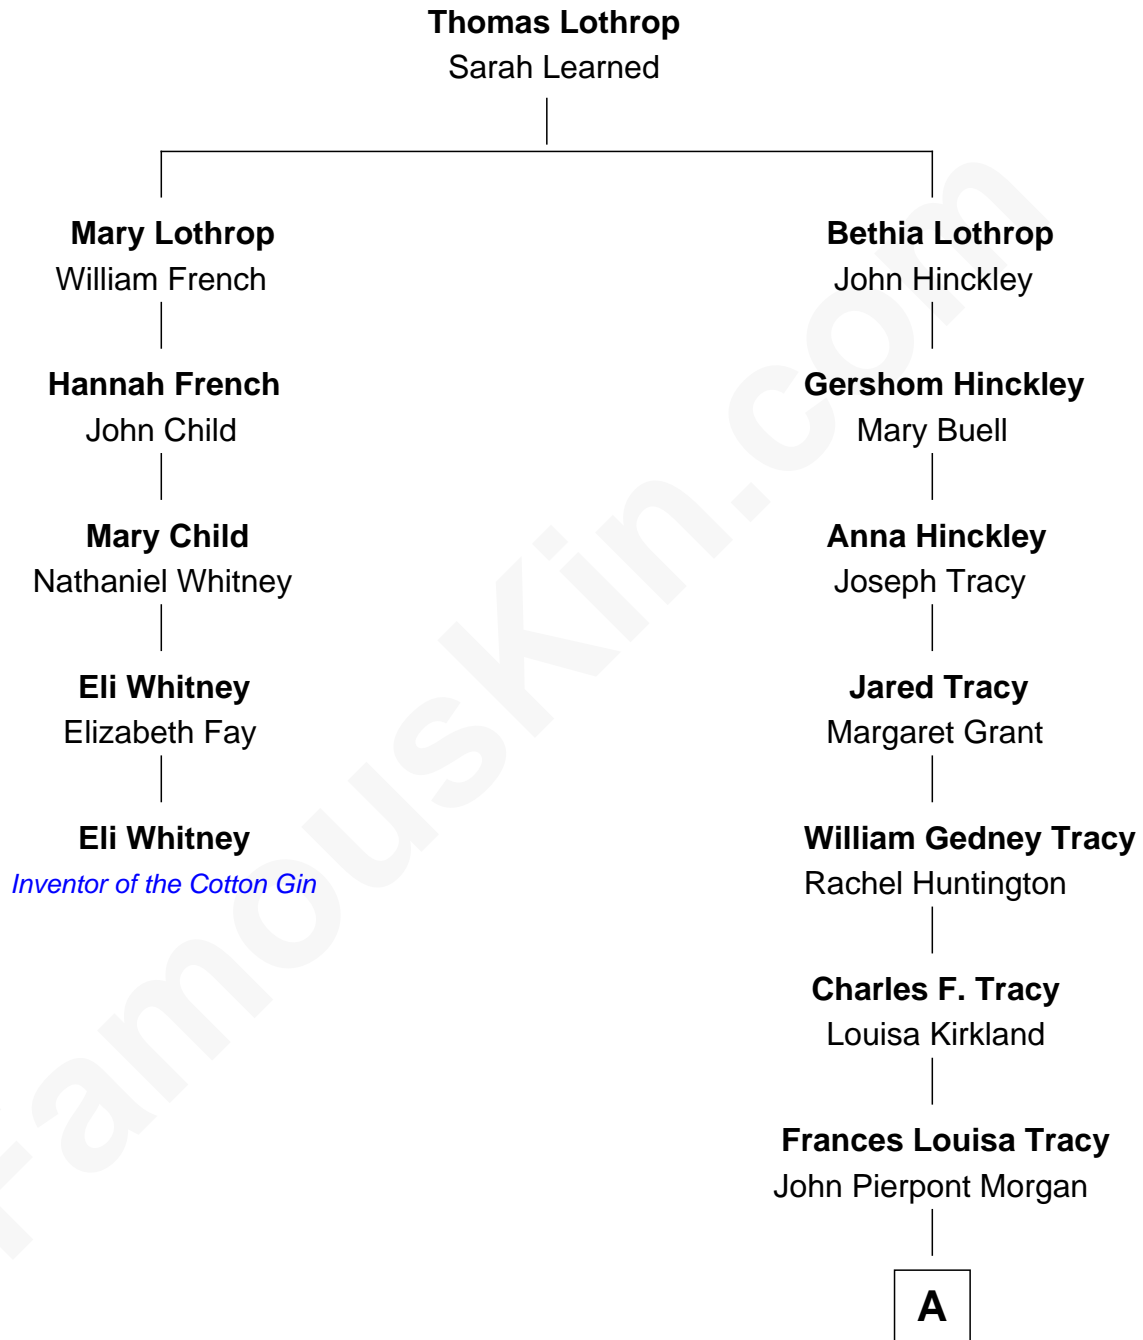 Thomas Lothrop
Sarah Learned
Mary Lothrop
William French
Hannah French
John Child
Mary Child
Nathaniel Whitney
Eli Whitney
Elizabeth Fay
Eli Whitney
Inventor of the Cotton Gin
Bethia Lothrop
John Hinckley
Gershom Hinckley
Mary Buell
Anna Hinckley
Joseph Tracy
Jared Tracy
Margaret Grant
William Gedney Tracy
Rachel Huntington
Charles F. Tracy
Louisa Kirkland
Frances Louisa Tracy
John Pierpont Morgan
A
FamousKin.com